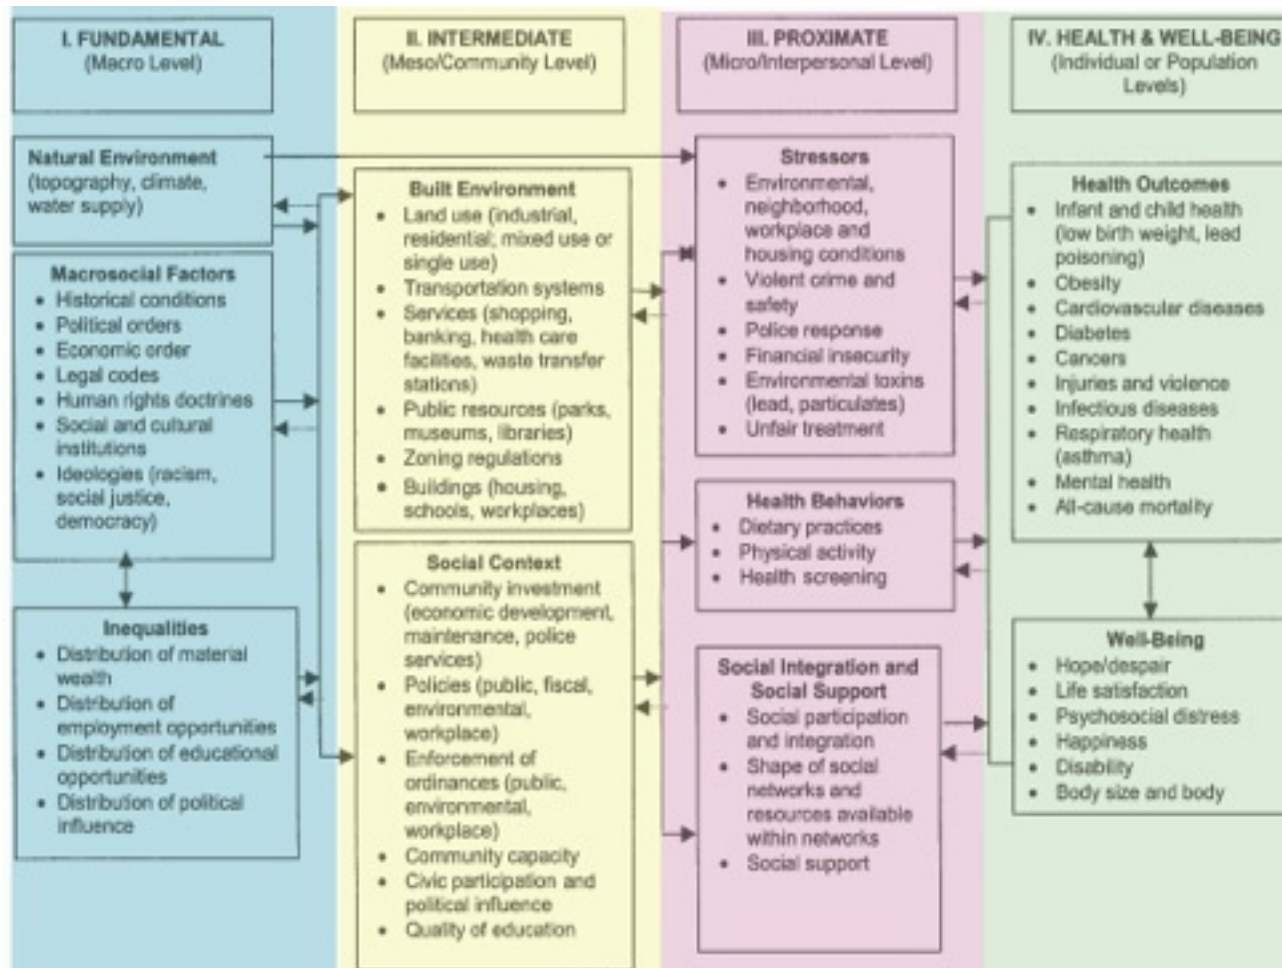 I. FUNDAMENTAL
(Macro Level)
Natural Environment
(topography, climate,
water supply)
Macrosocial Factors
• Historical conditions
• Political orders
• Economic order
• Legal codes
• Human rights doctrines
• Social and cultural
institutions
• Ideologies (racism,
social justice,
democracy)
Inequalities
• Distribution of material
wealth
• Distribution of
employment opportunities
• Distribution of educational
opportunities
• Distribution of political
influence
II. INTERMEDIATE
(Meso/Community Level)
Built Environment
• Land use (industrial,
residential; mixed use or
single use)
• Transportation systems
• Services (shopping,
banking, health care
facilities, waste transfer
stations)
• Public resources (parks,
museums, libraries)
• Zoning regulations
• Buildings (housing,
schools, workplaces)
Social Context
• Community investment
(economic development,
maintenance, police
services)
• Policies (public, fiscal,
environmental,
workplace)
• Enforcement of
ordinances (public,
environmental,
workplace)
• Community capacity
• Civic participation and
political influence
• Quality of education
III. PROXIMATE
(Micro/Interpersonal Level)
Stressors
• Environmental,
neighborhood,
workplace and
housing conditions
• Violent crime and
safety
• Police response
• Financial insecurity
• Environmental toxins
(lead, particulates)
• Unfair treatment
Health Behaviors
• Dietary practices
• Physical activity
• Health screening
Social Integration and
Social Support
• Social participation
and integration
• Shape of social
networks and
resources available
within networks
• Social support
IV. HEALTH & WELL-BEING
(Individual or Population
Levels)
Health Outcomes
• Infant and child health
(low birth weight, lead
poisoning)
• Obesity
• Cardiovascular diseases
• Diabetes
• Cancers
• Injuries and violence
• Infectious diseases
• Respiratory health
(asthma)
• Mental health
• All-cause mortality
Well-Being
• Hope/despair
• Life satisfaction
• Psychosocial distress
• Happiness
• Disability
• Body size and body